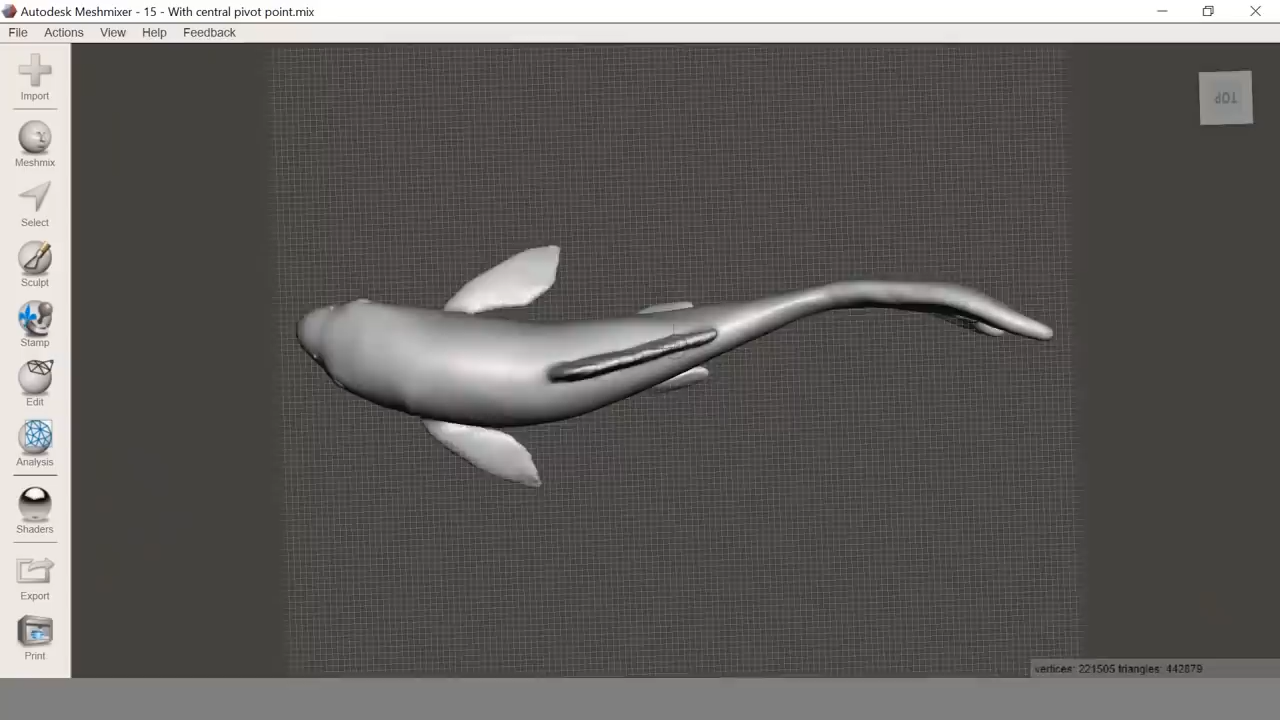 Autodesk Meshmixer - 15 - With central pivot point.mix
File Actions View Help Feedback
Import
Meshmix
Select
Sculpt
Stamp
Edit
Analysis
Shaders
Export
Print
TOP
vertices: 221505 triangles: 442879